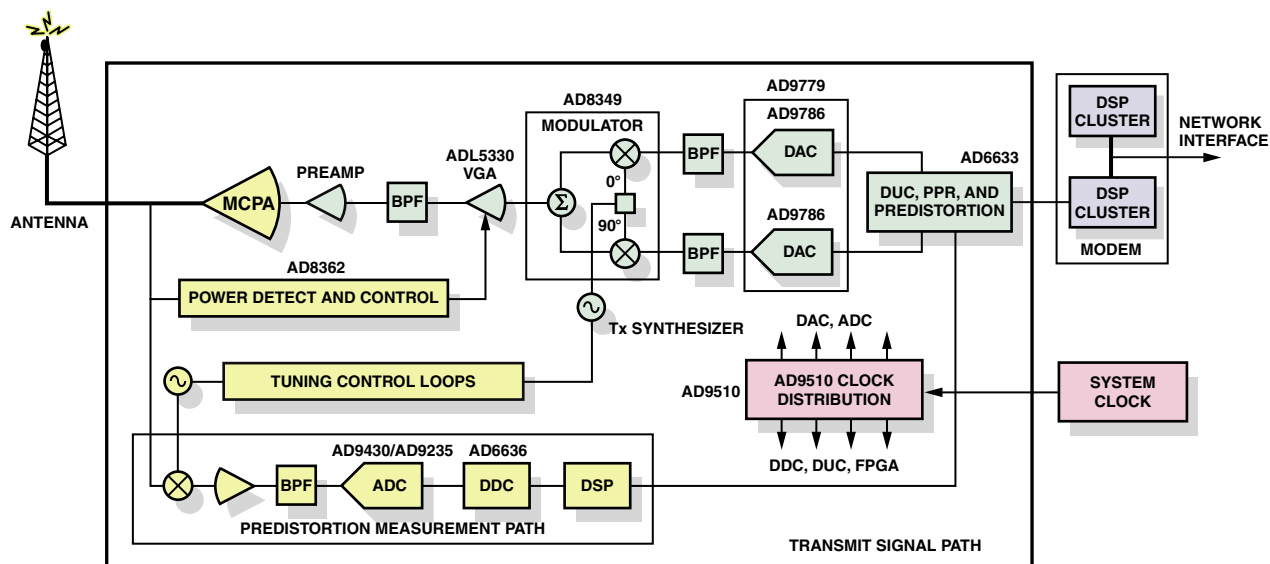 AD9779
AD8349
AD9786
MODULATOR
DSP
CLUSTER
NETWORK
INTERFACE
ADL5330
VGA
BPF
DAC
AD6633
PREAMP
0°
MCPA
BPF
Σ
DUC, PPR, AND
PREDISTORTION
DSP
CLUSTER
ANTENNA
90°
AD9786
BPF
DAC
MODEM
AD8362
POWER DETECT AND CONTROL
Tx SYNTHESIZER
DAC, ADC
TUNING CONTROL LOOPS
AD9510
AD9510 CLOCK
DISTRIBUTION
SYSTEM
CLOCK
AD9430/AD9235
AD6636
DDC, DUC, FPGA
BPF
ADC
DDC
DSP
PREDISTORTION MEASUREMENT PATH
TRANSMIT SIGNAL PATH